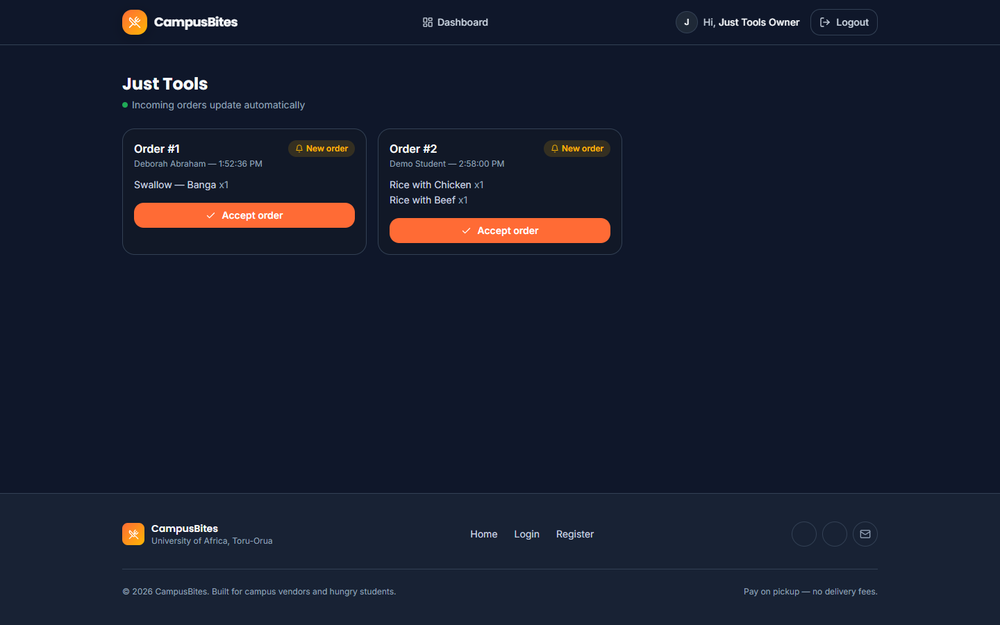 CampusBites
Dashboard
J
Hi, Just Tools Owner
Logout
Just Tools
Incoming orders update automatically
Order #1
New order
Deborah Abraham — 1:52:36 PM
Swallow — Banga x1
Accept order
Order #2
New order
Demo Student — 2:58:00 PM
Rice with Chicken x1
Rice with Beef x1
Accept order
CampusBites
University of Africa, Toru-Orua
Home
Login
Register
© 2026 CampusBites. Built for campus vendors and hungry students.
Pay on pickup — no delivery fees.